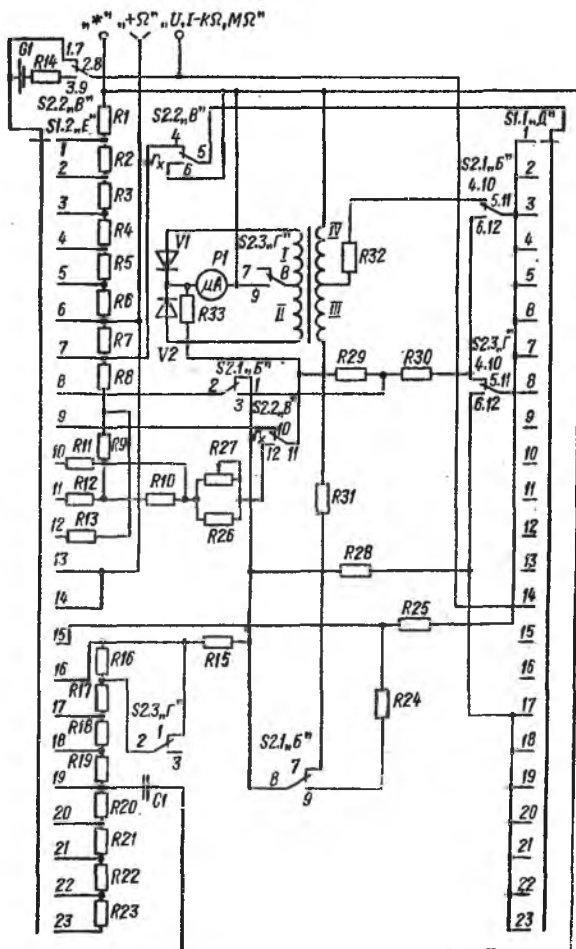 „*" „+Ω" „U, I-кΩ, MΩ"
G1
1.7
R14
2.8
3.9
S2.2„В"
S1.2„Е"
R1
S2.2„В"
S1.1„Д"
1
4
5
6
Гх
1
R2
2
2
R3
S2.1„Б"
4.10
5.11
6.12
3
3
R4
IV
4
S2.3„Г"
4
V1
I
R32
R5
P1
7
8
9
μA
5
5
II
III
R6
R33
6
8
V2
S2.3„Г"
R7
4.10
5.11
6.12
7
7
R8
S2.1„Б"
R29
R30
8
2
1
3
8
S2.2„В"
9
9
Гх
10
12
11
R9
R11
R27
10
10
R12
R10
R31
11
11
R13
R26
12
12
R28
13
13
14
14
R25
15
15
R16
R15
16
16
R17
S2.3„Г"
R24
17
17
R18
2
1
3
S2.1„Б"
18
18
R19
7
8
9
19
19
R20
C1
20
20
R21
21
21
R22
22
22
R23
23
23